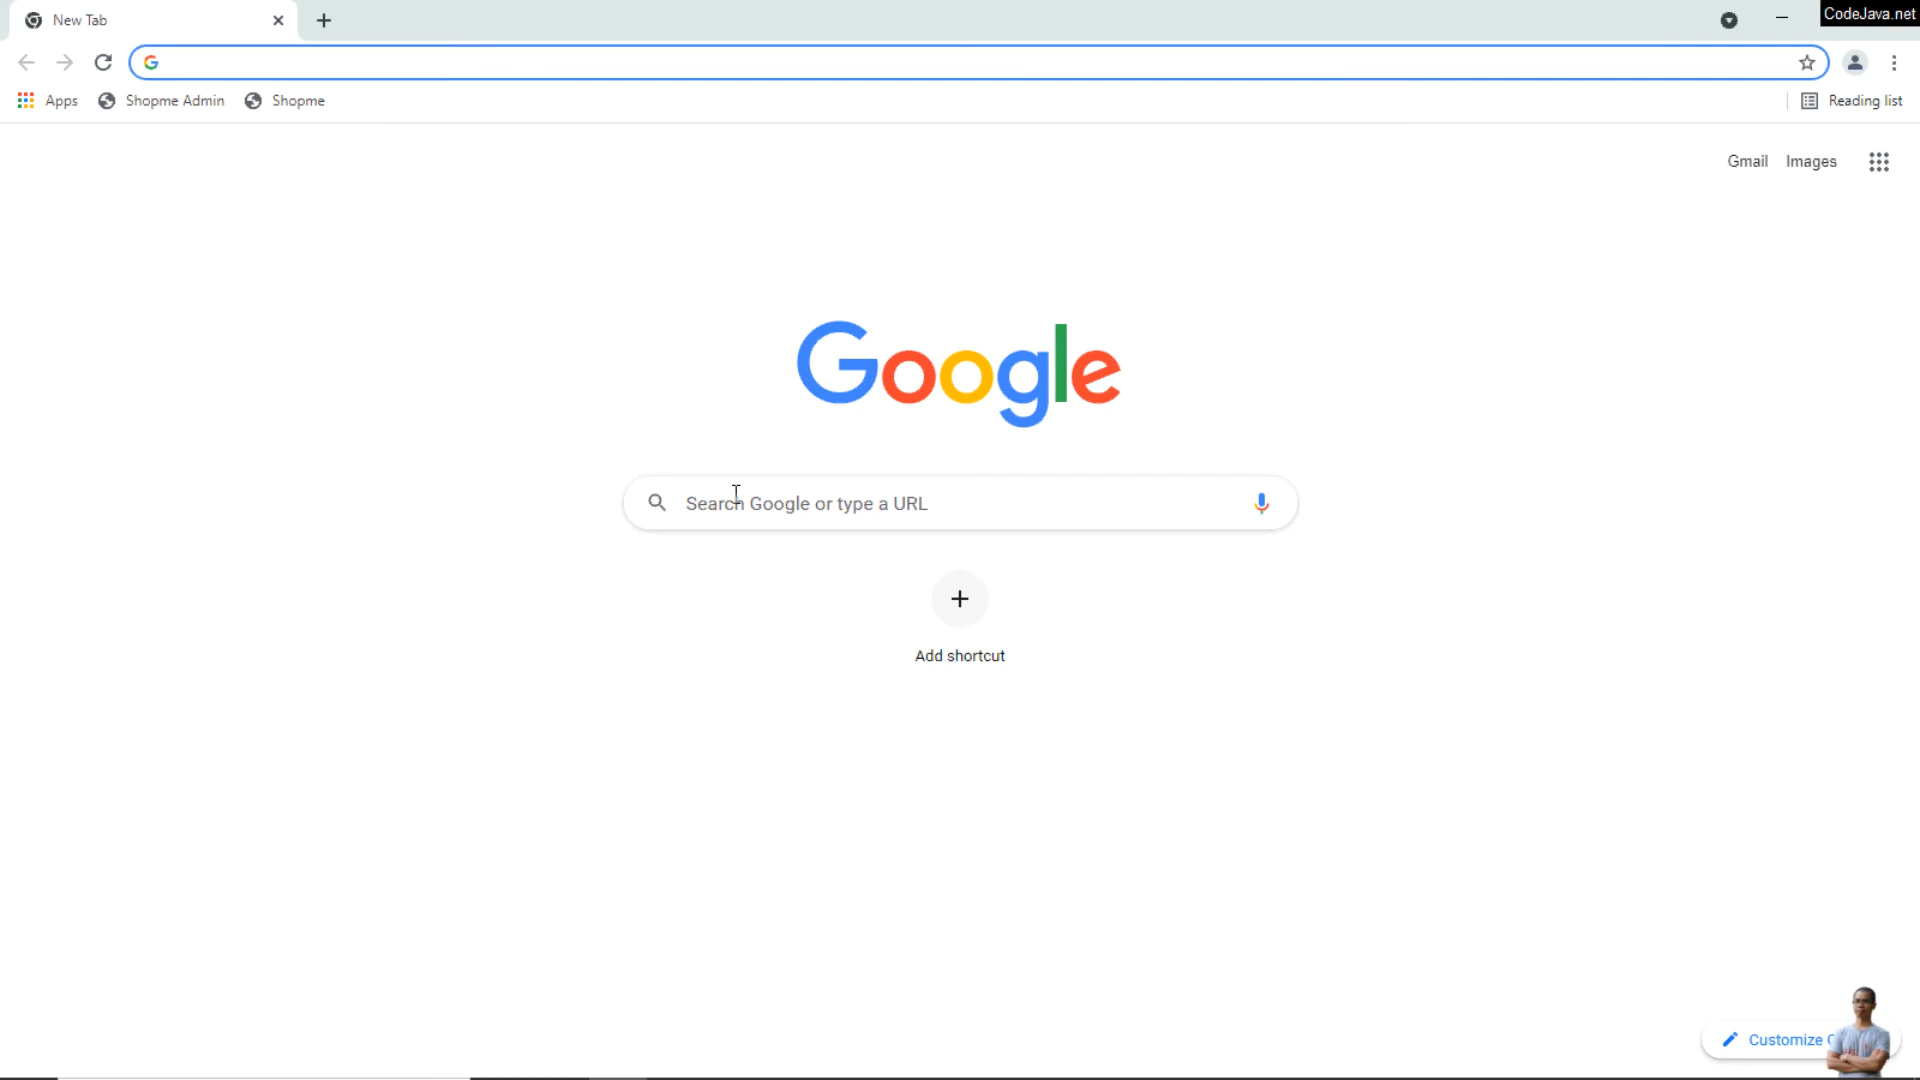 New Tab
CodeJava.net
Apps
Shopme Admin
Shopme
Reading list
Gmail
Images
Google
Search Google or type a URL
Add shortcut
Customize